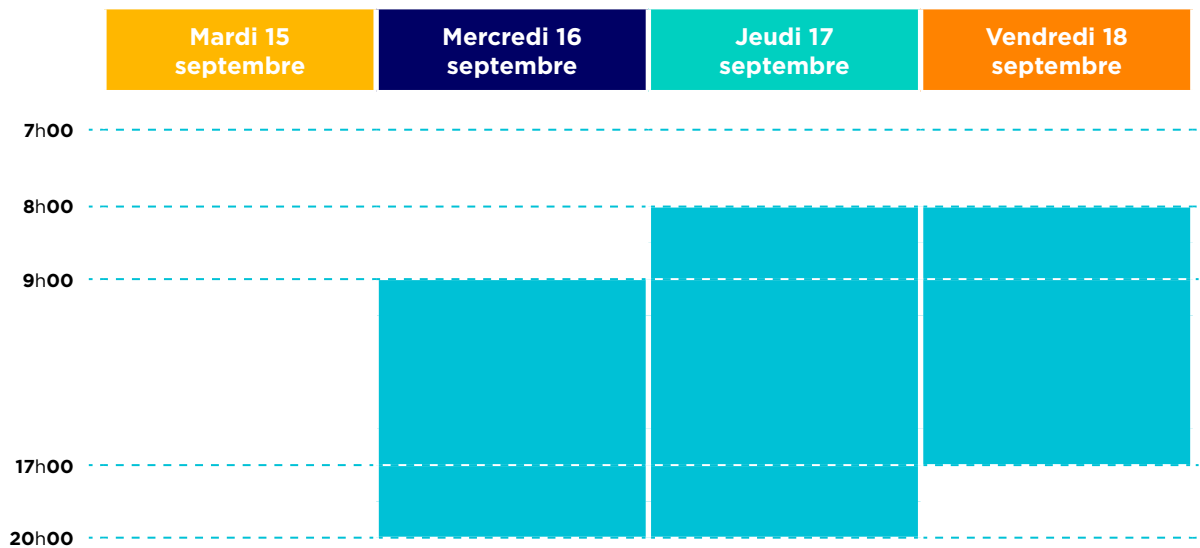 Mardi 15
septembre
Mercredi 16
septembre
Jeudi 17
septembre
Vendredi 18
septembre
7h00
8h00
9h00
17h00
20h00